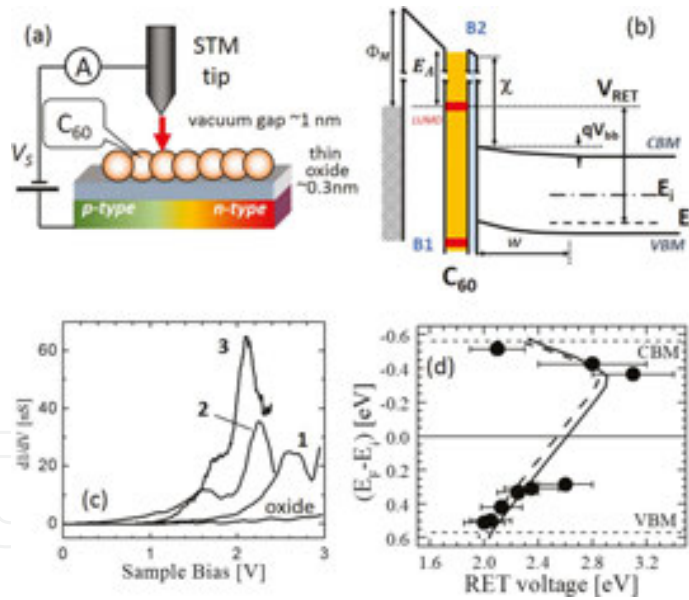 (a)
STM
tip
A
C60
vacuum gap ~1 nm
thin
oxide
~0.3nm
VS
p-type
n-type
(b)
B2
ΦM
EA
χ
VRET
LUMO
qVbb
CBM
Ei
E
B1
w
VBM
C60
60
40
20
0
dI/dV [nS]
3
2
1
oxide
(c)
0
1
2
3
Sample Bias [V]
-0.6
-0.4
-0.2
0.0
0.2
0.4
0.6
(EF-Ei) [eV]
(d)
CBM
VBM
1.6
2.0
2.4
2.8
3.2
RET voltage [eV]